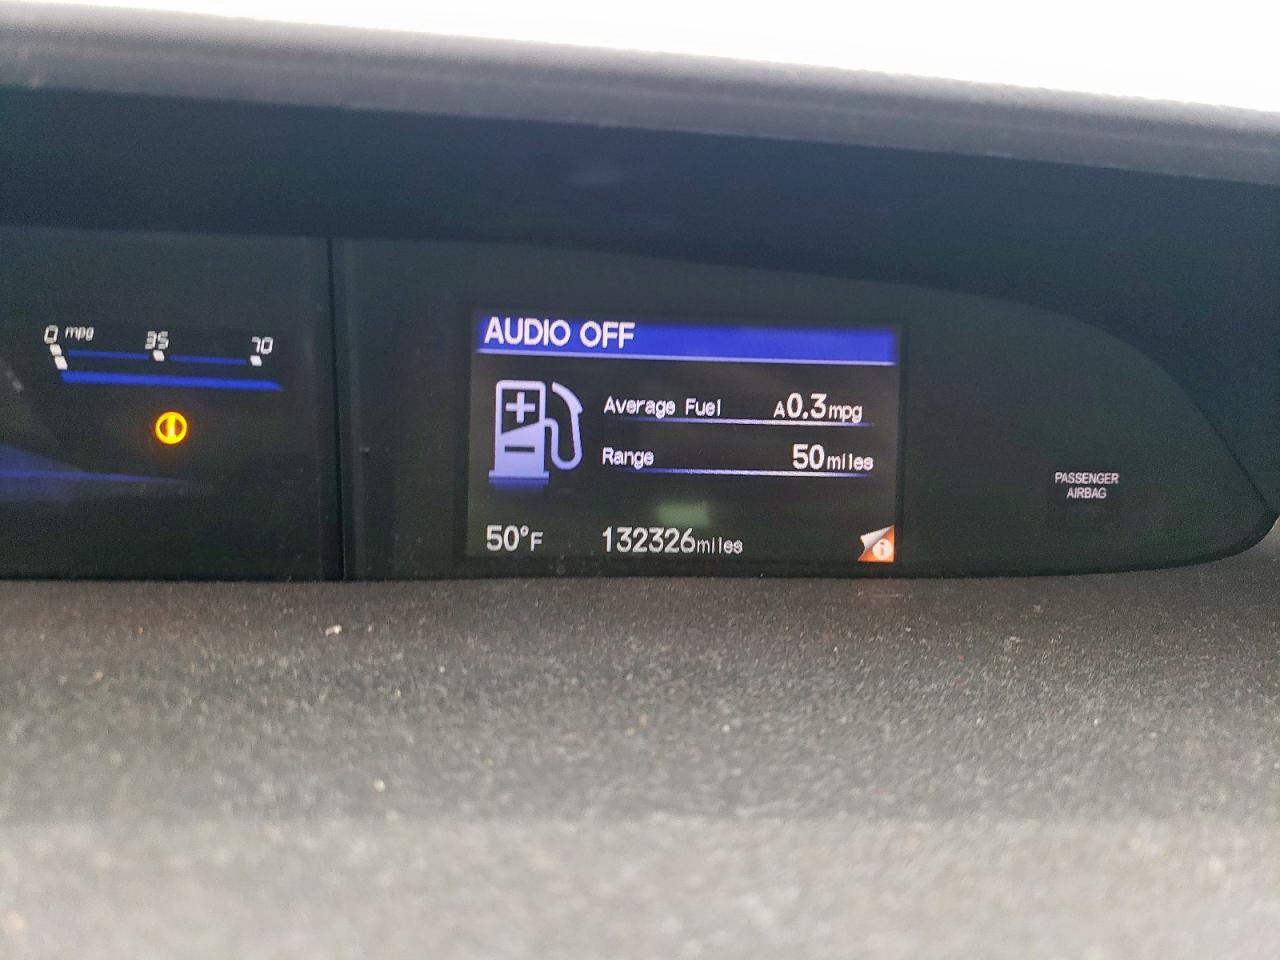 0 mpg 35 70
AUDIO OFF
Average Fuel A0.3mpg
Range 50miles
50°F 132326miles
PASSENGER
AIRBAG